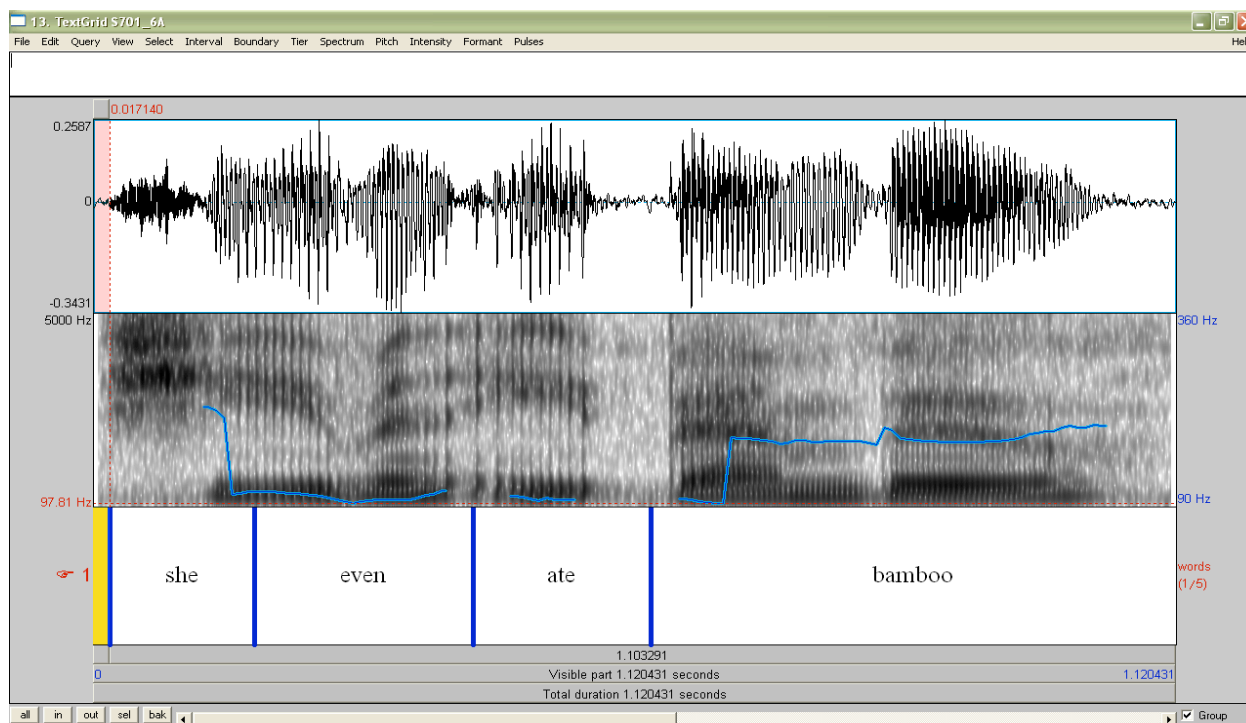 13. TextGrid S701_6A
File Edit Query View Select Interval Boundary Tier Spectrum Pitch Intensity Formant Pulses Hel
0.017140
0.2587
0
-0.3431
5000 Hz 360 Hz
97.81 Hz 90 Hz
☞ 1 she even ate bamboo words
(1/5)
1.103291
0 Visible part 1.120431 seconds 1.120431
Total duration 1.120431 seconds
all in out sel bak Group